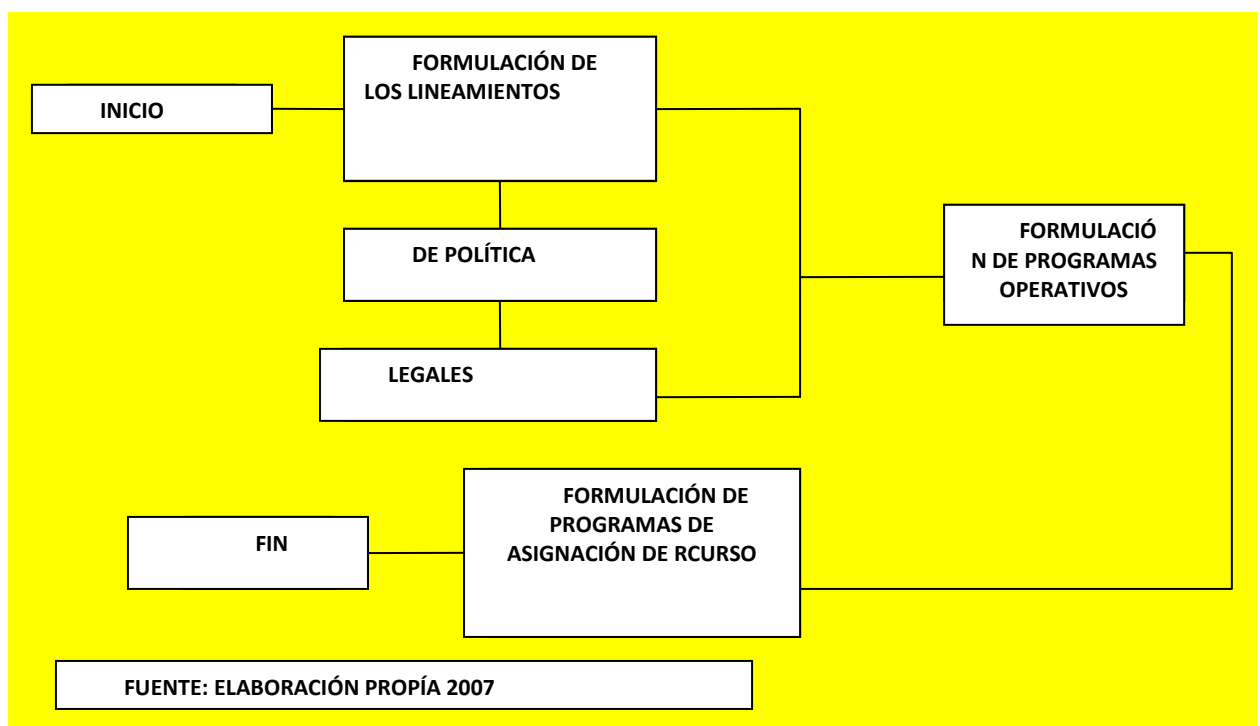 INICIO
FORMULACIÓN DE
LOS LINEAMIENTOS
DE POLÍTICA
LEGALES
FORMULACIÓ
N DE PROGRAMAS
OPERATIVOS
FORMULACIÓN DE
PROGRAMAS DE
ASIGNACIÓN DE RCURSO
FIN
FUENTE: ELABORACIÓN PROPÍA 2007